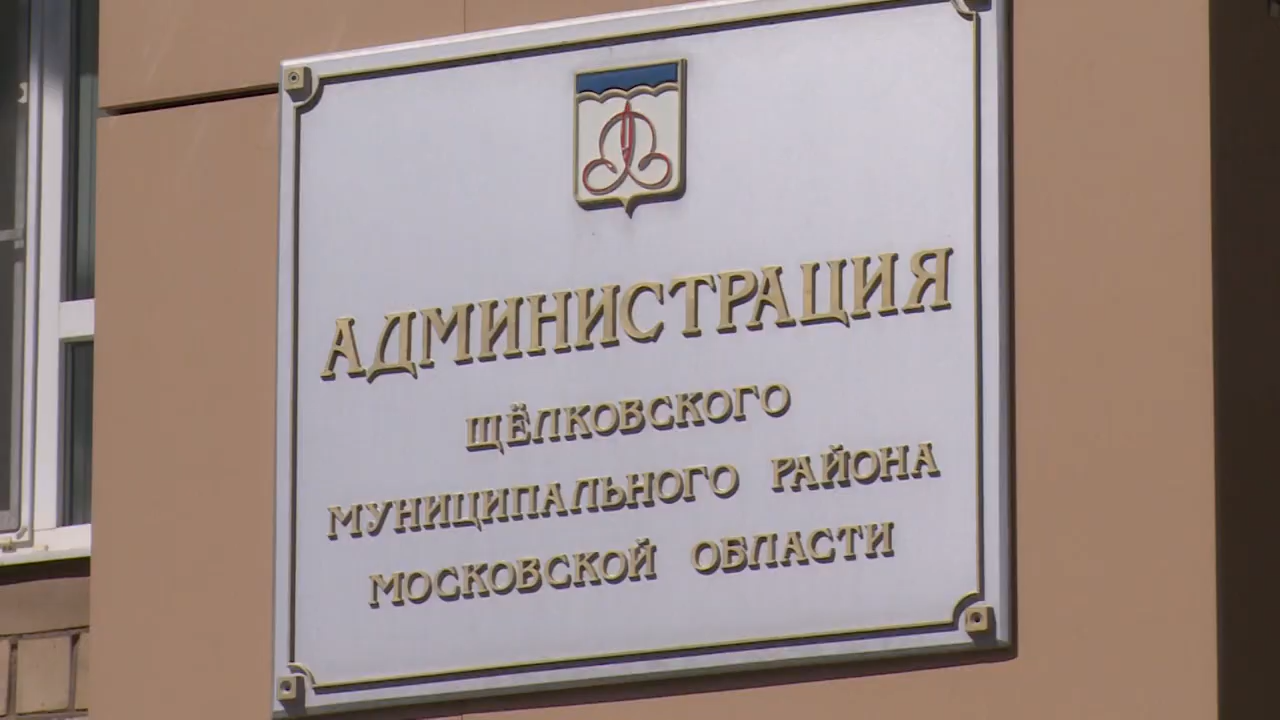 АДМИНИСТРАЦИЯ
ЩЁЛКОВСКОГО
МУНИЦИПАЛЬНОГО РАЙОНА
МОСКОВСКОЙ ОБЛАСТИ